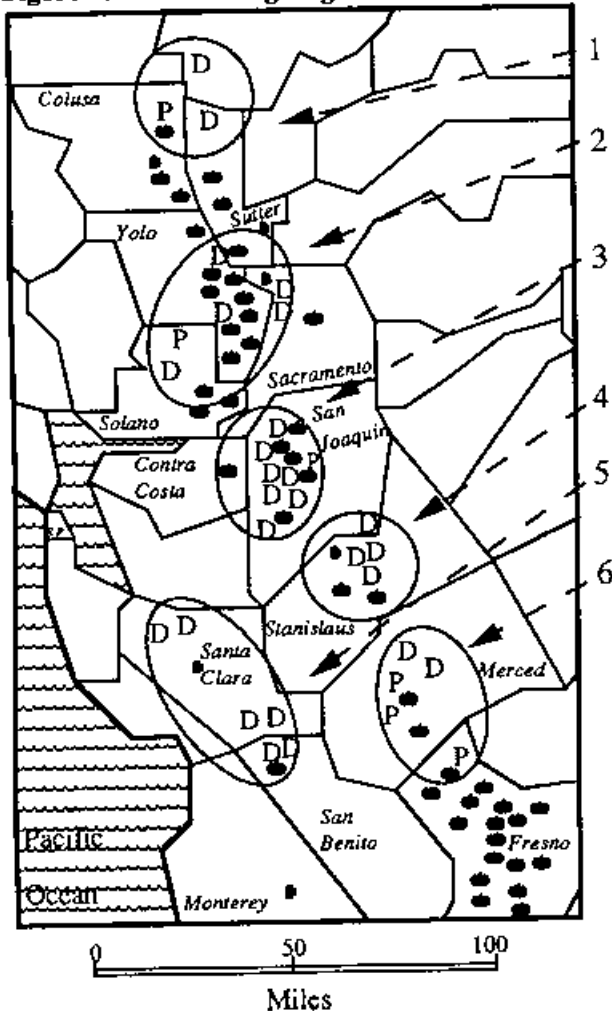 D
1
Colusa
P
D
2
Sutter
Yolo
D
3
D
D
D
P
D
Sacramento
San
Joaquin
4
Solano
D
D
P
Contra
Costa
D
D
D
D
5
D
D
D
D
D
6
Stanislaus
D
D
Santa
Clara
D
D
Merced
P
P
D
D
D
D
P
San
Benito
Fresno
Pacific
Ocean
Monterey
0
50
100
Miles